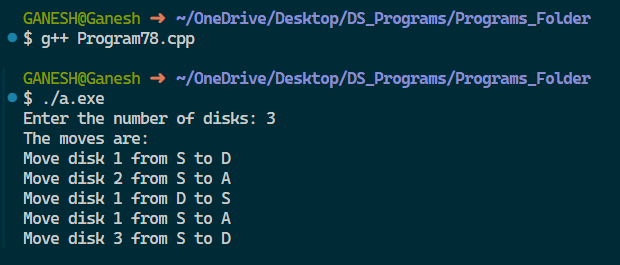 GANESH@Ganesh ➜ ~/OneDrive/Desktop/DS_Programs/Programs_Folder
$ g++ Program78.cpp
GANESH@Ganesh ➜ ~/OneDrive/Desktop/DS_Programs/Programs_Folder
$ ./a.exe
Enter the number of disks: 3
The moves are:
Move disk 1 from S to D
Move disk 2 from S to A
Move disk 1 from D to S
Move disk 1 from S to A
Move disk 3 from S to D